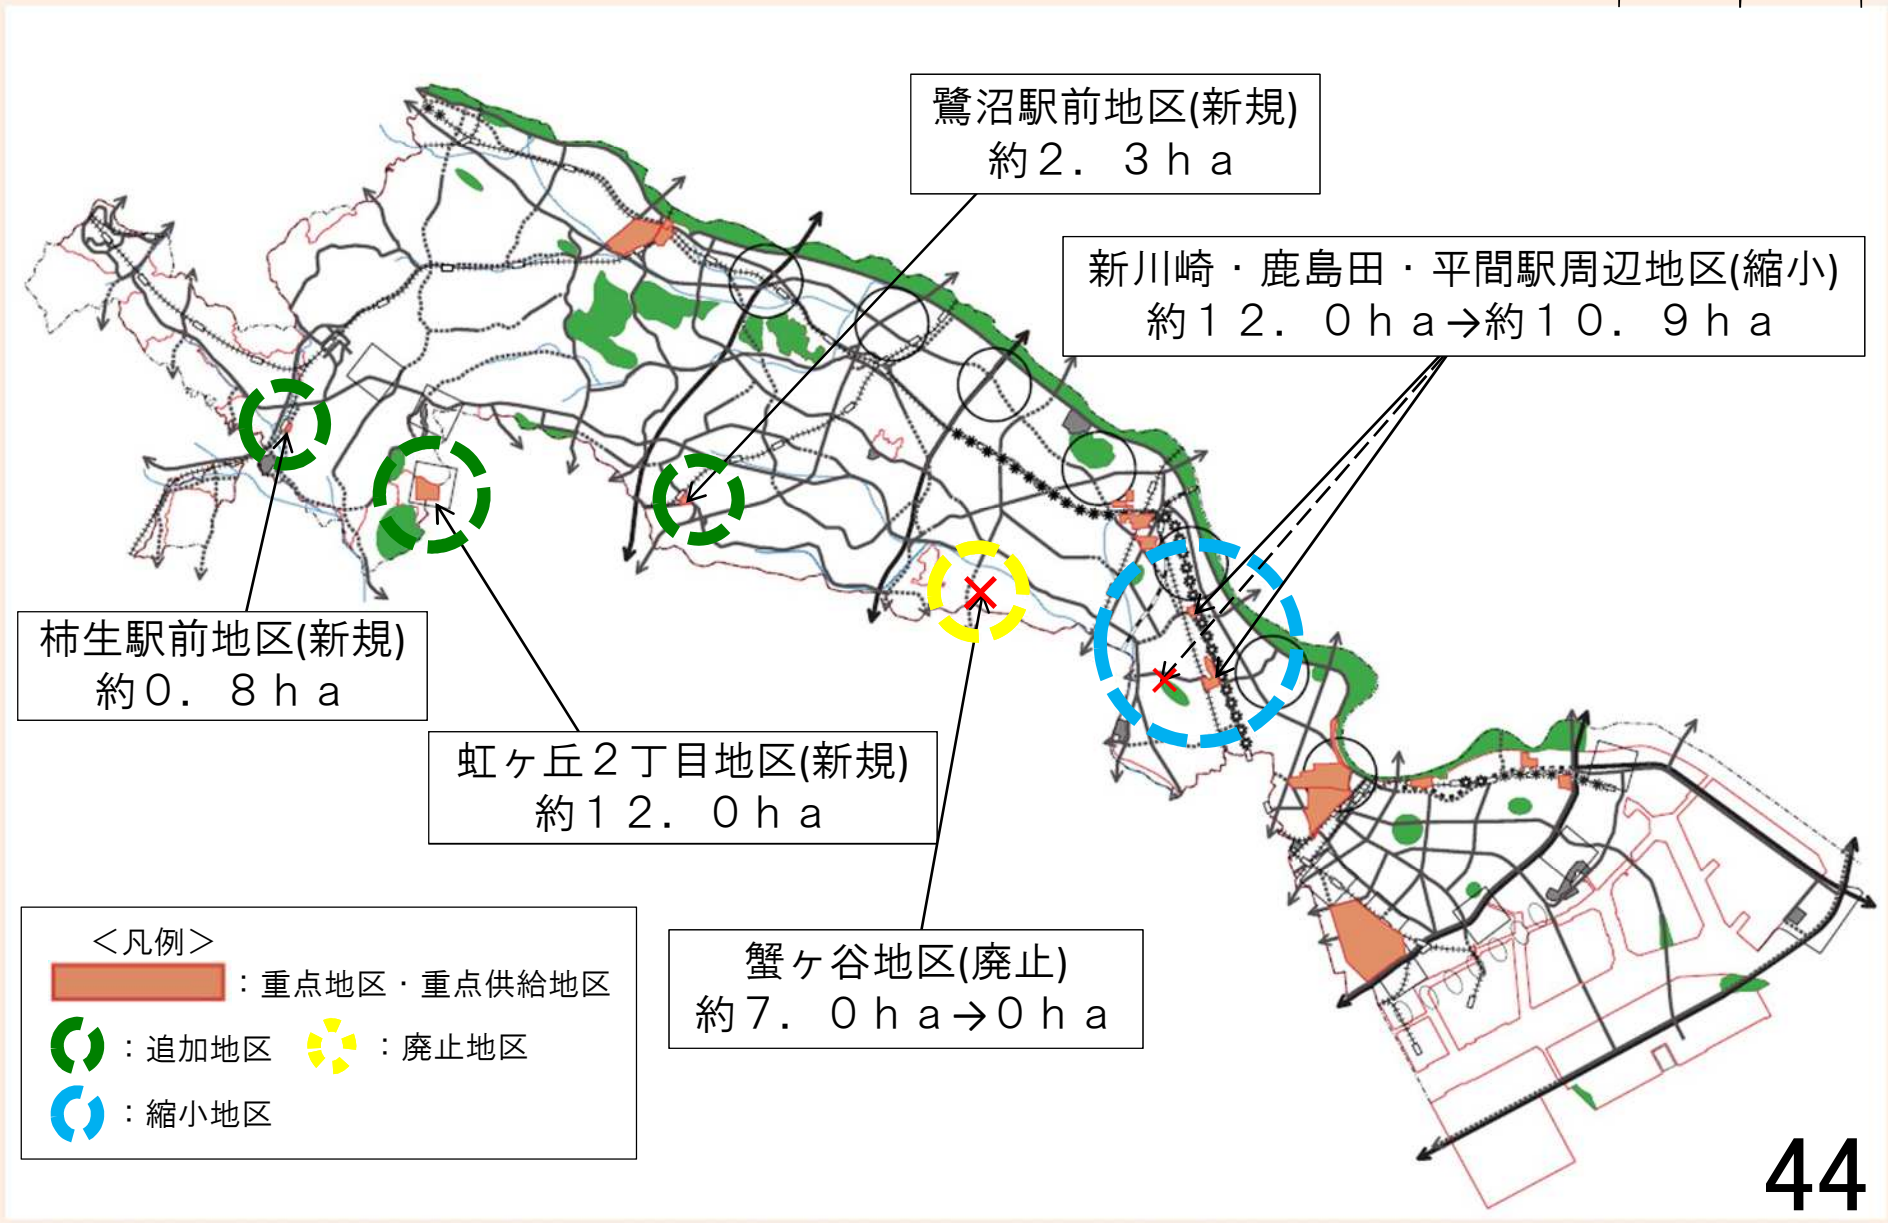 鷺沼駅前地区(新規)
約２．３ｈａ
新川崎・鹿島田・平間駅周辺地区(縮小)
約１２．０ｈａ→約１０．９ｈａ
柿生駅前地区(新規)
約０．８ｈａ
虹ヶ丘２丁目地区(新規)
約１２．０ｈａ
蟹ヶ谷地区(廃止)
約７．０ｈａ→０ｈａ
＜凡例＞
：重点地区・重点供給地区
：追加地区
：廃止地区
：縮小地区
44